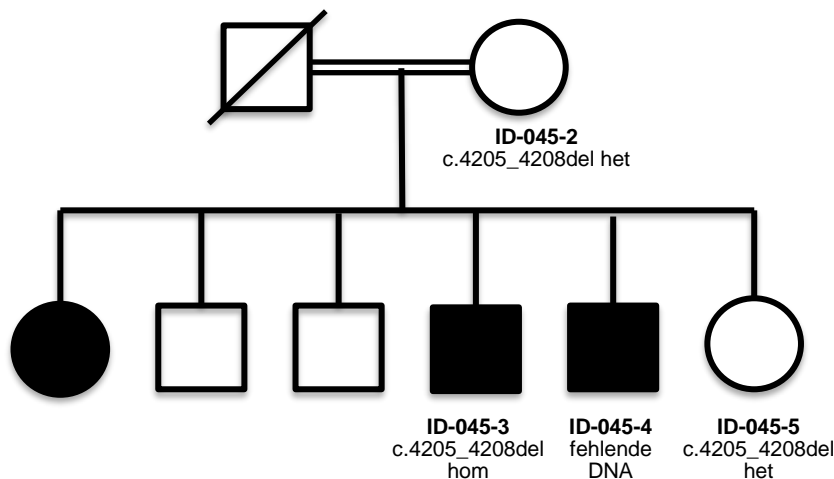 ID-045-2
c.4205_4208del het
ID-045-3
c.4205_4208del
hom
ID-045-4
fehlende
DNA
ID-045-5
c.4205_4208del
het